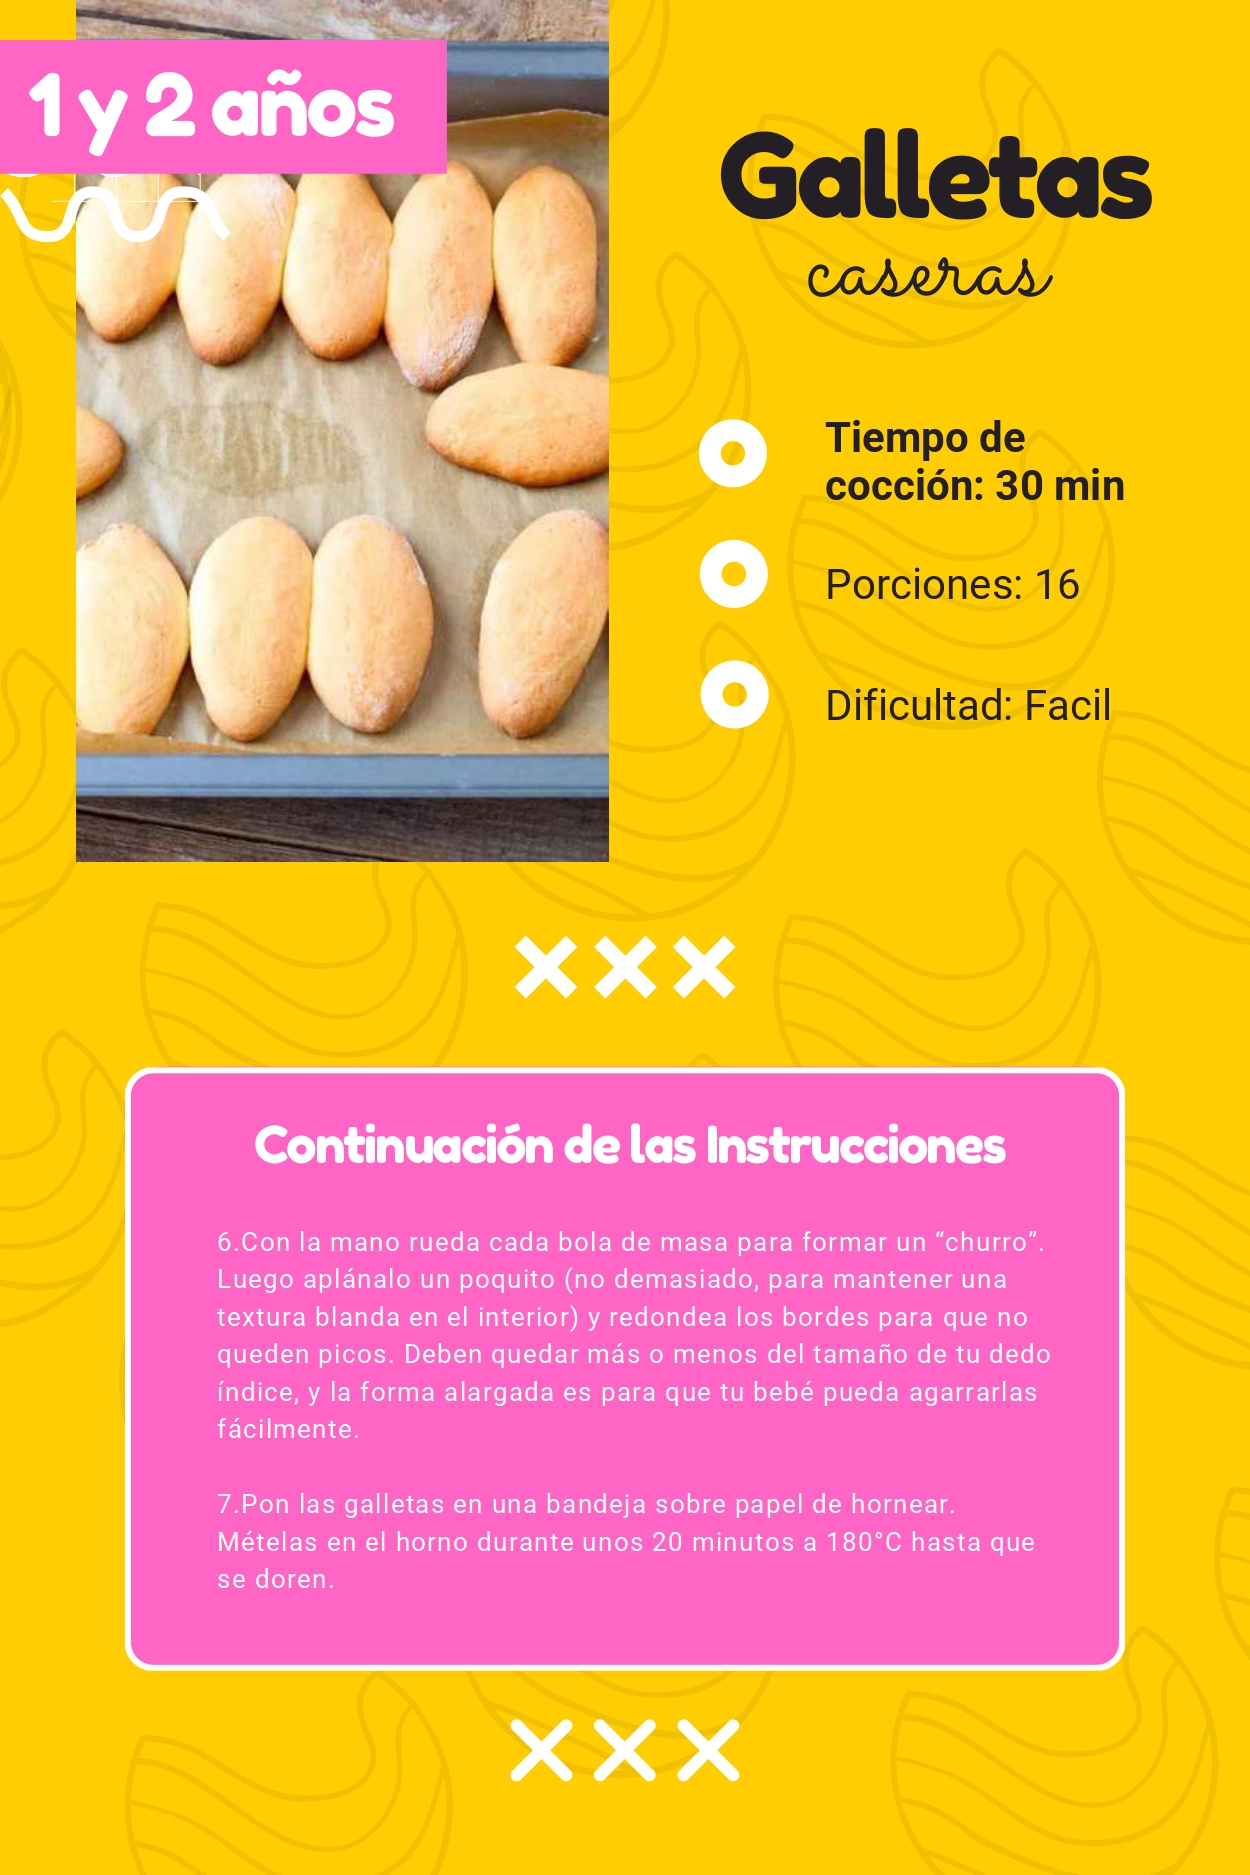 1 y 2 años
Galletas
caseras
Tiempo de
cocción: 30 min
Porciones: 16
Dificultad: Facil
Continuación de las Instrucciones
6.Con la mano rueda cada bola de masa para formar un “churro”.
Luego aplánalo un poquito (no demasiado, para mantener una
textura blanda en el interior) y redondea los bordes para que no
queden picos. Deben quedar más o menos del tamaño de tu dedo
índice, y la forma alargada es para que tu bebé pueda agarrarlas
fácilmente.
7.Pon las galletas en una bandeja sobre papel de hornear.
Mételas en el horno durante unos 20 minutos a 180°C hasta que
se doren.